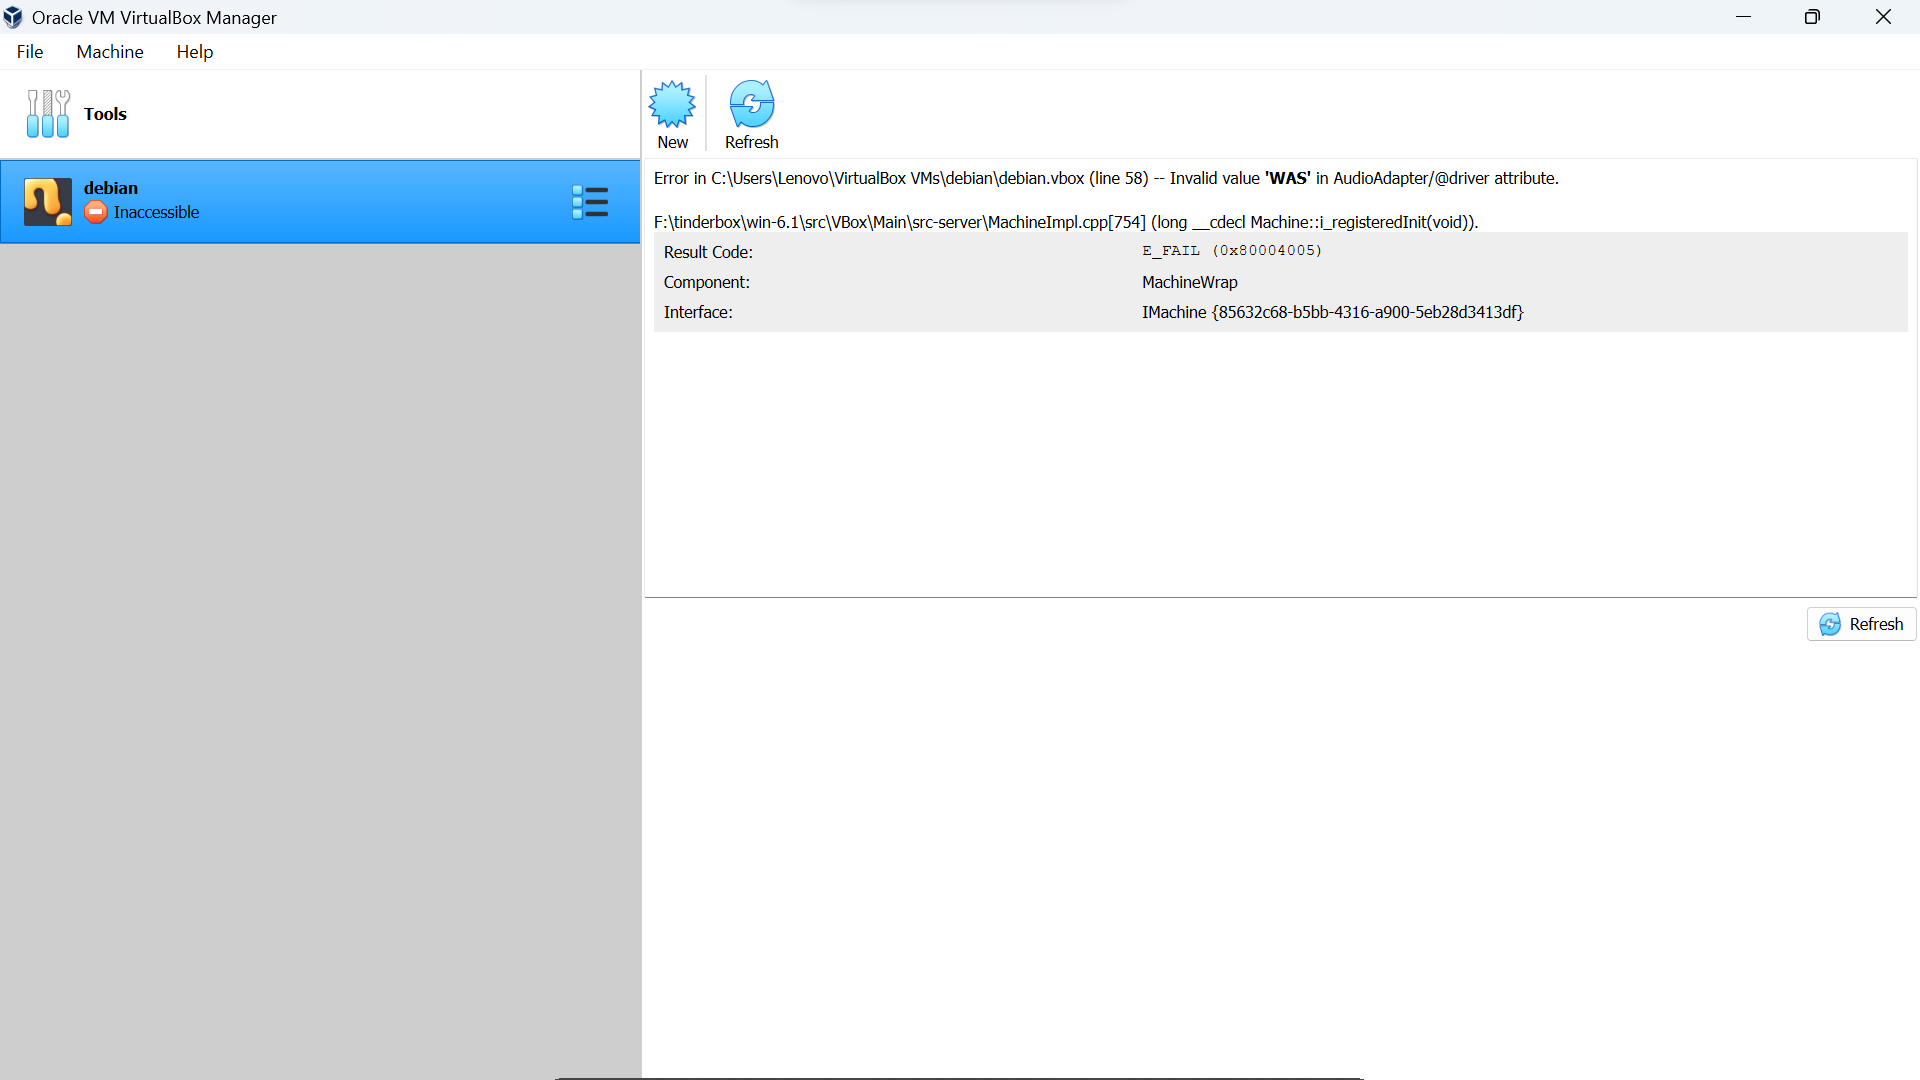 Oracle VM VirtualBox Manager
File Machine Help
Tools
New
Refresh
debian
Inaccessible
Error in C:\Users\Lenovo\VirtualBox VMs\debian\debian.vbox (line 58) -- Invalid value 'WAS' in AudioAdapter/@driver attribute.
F:\tinderbox\win-6.1\src\VBox\Main\src-server\MachineImpl.cpp[754] (long __cdecl Machine::i_registeredInit(void)).
Result Code: E_FAIL (0x80004005)
Component: MachineWrap
Interface: IMachine {85632c68-b5bb-4316-a900-5eb28d3413df}
Refresh